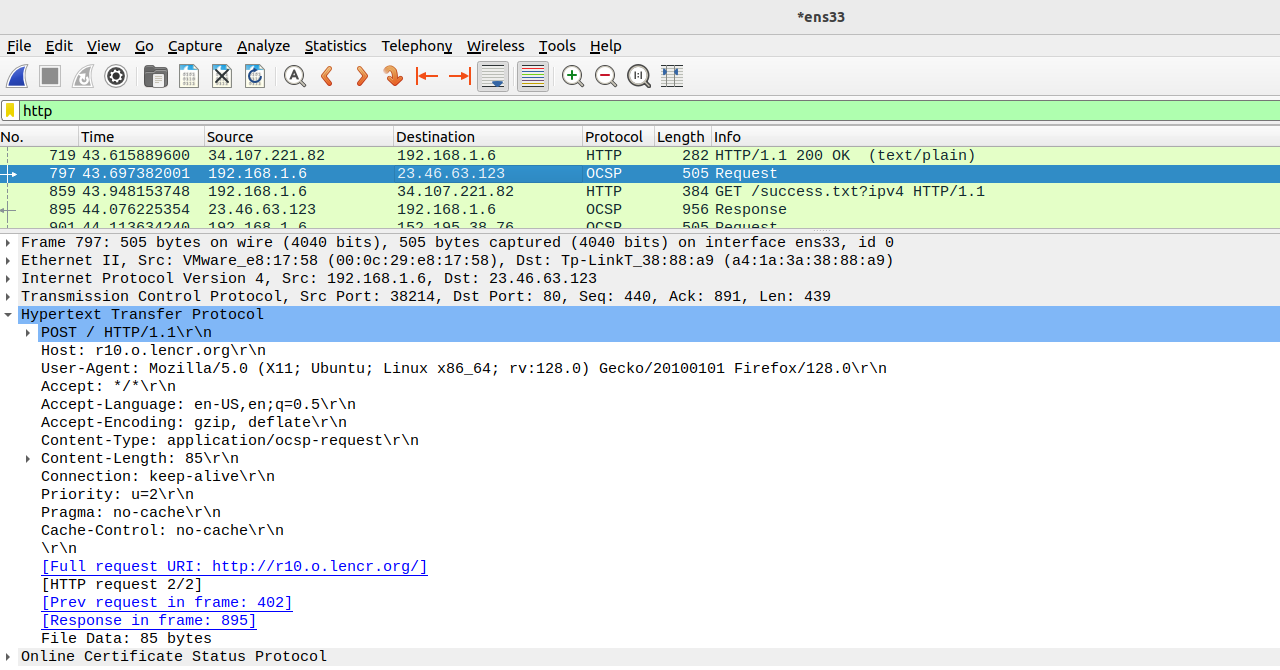 *ens33
File Edit View Go Capture Analyze Statistics Telephony Wireless Tools Help
http
No. Time Source Destination Protocol Length Info
719 43.615889600 34.107.221.82 192.168.1.6 HTTP 282 HTTP/1.1 200 OK (text/plain)
797 43.697382001 192.168.1.6 23.46.63.123 OCSP 505 Request
859 43.948153748 192.168.1.6 34.107.221.82 HTTP 384 GET /success.txt?ipv4 HTTP/1.1
895 44.076225354 23.46.63.123 192.168.1.6 OCSP 956 Response
901 44.113634240 192.168.1.6 152.195.38.76 OCSP 505 Request
Frame 797: 505 bytes on wire (4040 bits), 505 bytes captured (4040 bits) on interface ens33, id 0
Ethernet II, Src: VMware_e8:17:58 (00:0c:29:e8:17:58), Dst: Tp-LinkT_38:88:a9 (a4:1a:3a:38:88:a9)
Internet Protocol Version 4, Src: 192.168.1.6, Dst: 23.46.63.123
Transmission Control Protocol, Src Port: 38214, Dst Port: 80, Seq: 440, Ack: 891, Len: 439
Hypertext Transfer Protocol
POST / HTTP/1.1\r\n
Host: r10.o.lencr.org\r\n
User-Agent: Mozilla/5.0 (X11; Ubuntu; Linux x86_64; rv:128.0) Gecko/20100101 Firefox/128.0\r\n
Accept: */*\r\n
Accept-Language: en-US,en;q=0.5\r\n
Accept-Encoding: gzip, deflate\r\n
Content-Type: application/ocsp-request\r\n
Content-Length: 85\r\n
Connection: keep-alive\r\n
Priority: u=2\r\n
Pragma: no-cache\r\n
Cache-Control: no-cache\r\n
\r\n
[Full request URI: http://r10.o.lencr.org/]
[HTTP request 2/2]
[Prev request in frame: 402]
[Response in frame: 895]
File Data: 85 bytes
Online Certificate Status Protocol